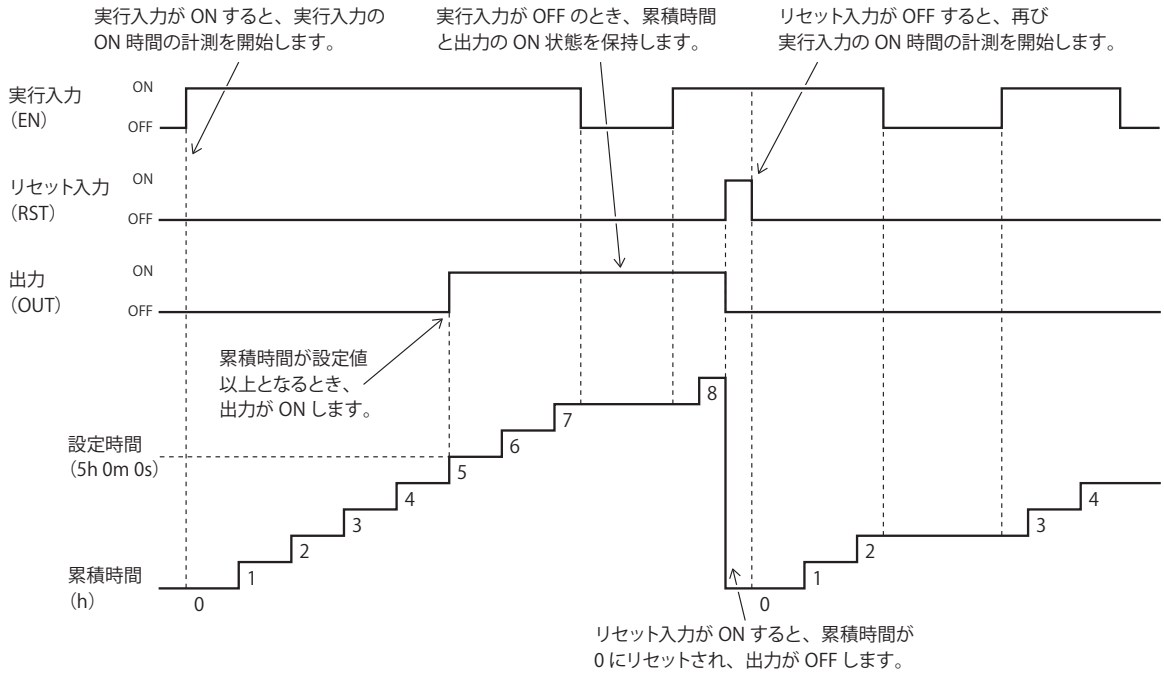 実行入力が ON すると、実行入力の
ON 時間の計測を開始します。
実行入力が OFF のとき、累積時間
と出力の ON 状態を保持します。
リセット入力が OFF すると、再び
実行入力の ON 時間の計測を開始します。
実行入力
(EN)
ON
OFF
リセット入力
(RST)
ON
OFF
出力
(OUT)
ON
OFF
累積時間が設定値
以上となるとき、
出力が ON します。
設定時間
(5h 0m 0s)
累積時間
(h)
0
1
2
3
4
5
6
7
8
0
1
2
3
4
リセット入力が ON すると、累積時間が
0 にリセットされ、出力が OFF します。